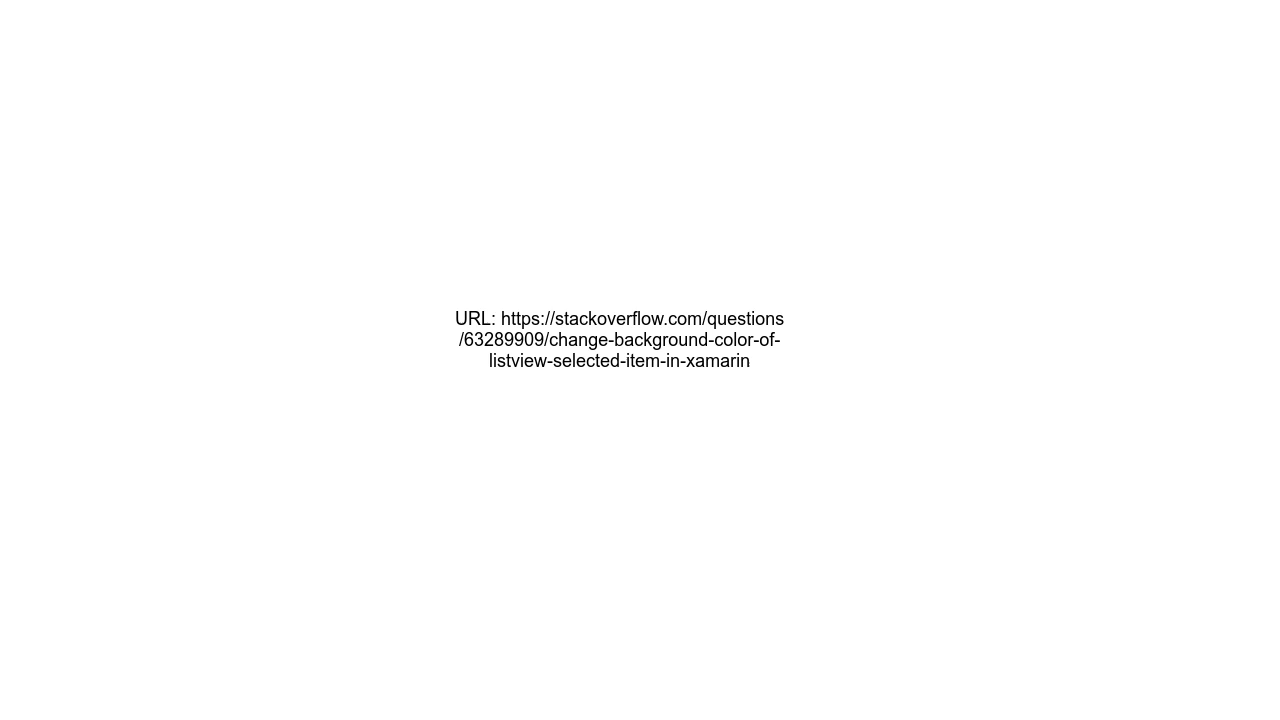 URL: https://stackoverflow.com/questions
/63289909/change-background-color-of-
listview-selected-item-in-xamarin